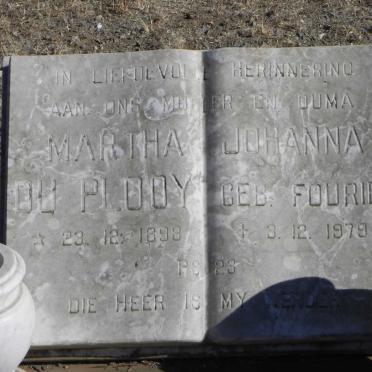 IN LIEFDEVOLLE HERINNERING
AAN ONS MOEDER EN OUMA
MARTHA JOHANNA
DU PLOOY GEB. FOURIE
☆ 23. 12. 1898 + 3. 12. 1979
PS 23
DIE HEER IS MY HERDER